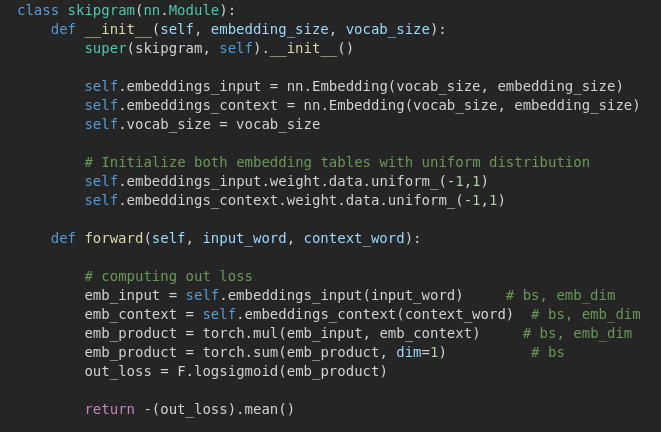 class skipgram(nn.Module):
    def __init__(self, embedding_size, vocab_size):
        super(skipgram, self).__init__()

        self.embeddings_input = nn.Embedding(vocab_size, embedding_size)
        self.embeddings_context = nn.Embedding(vocab_size, embedding_size)
        self.vocab_size = vocab_size

        # Initialize both embedding tables with uniform distribution
        self.embeddings_input.weight.data.uniform_(-1,1)
        self.embeddings_context.weight.data.uniform_(-1,1)

    def forward(self, input_word, context_word):

        # computing out loss
        emb_input = self.embeddings_input(input_word)     # bs, emb_dim
        emb_context = self.embeddings_context(context_word)  # bs, emb_dim
        emb_product = torch.mul(emb_input, emb_context)     # bs, emb_dim
        emb_product = torch.sum(emb_product, dim=1)          # bs
        out_loss = F.logsigmoid(emb_product)

        return -(out_loss).mean()